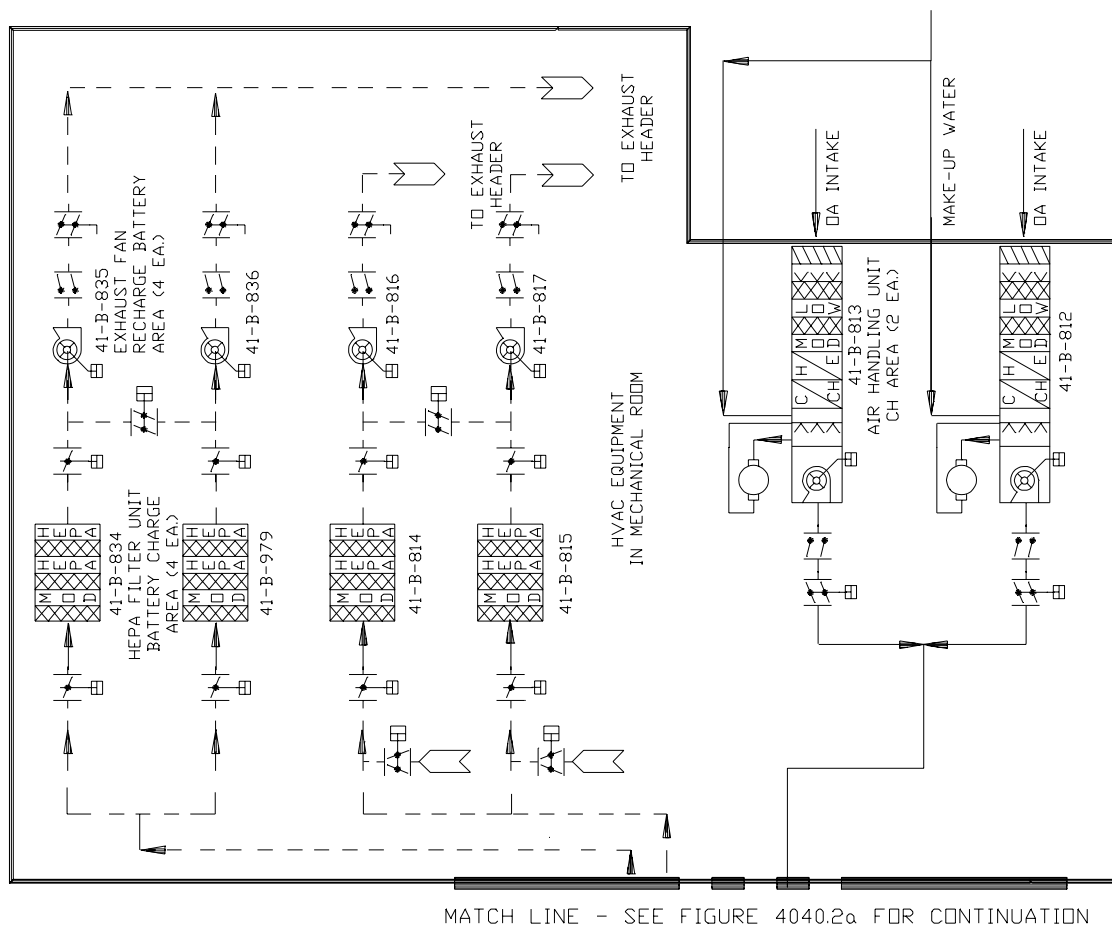 TO EXHAUST
HEADER
TO EXHAUST
HEADER
OA INTAKE
MAKE-UP WATER
OA INTAKE
41-B-835
EXHAUST FAN
RECHARGE BATTERY
AREA (4 EA.)
41-B-836
41-B-816
41-B-817
MOD HEPA HEPA
41-B-834
HEPA FILTER UNIT
BATTERY CHARGE
AREA (4 EA.)
MOD HEPA HEPA
41-B-979
MOD HEPA HEPA
41-B-814
MOD HEPA HEPA
41-B-815
HVAC EQUIPMENT
IN MECHANICAL ROOM
C H MOD LOW
41-B-813
AIR HANDLING UNIT
CH AREA (2 EA.)
CH HE MOD LOW
41-B-812
MATCH LINE - SEE FIGURE 4040.2a FOR CONTINUATION